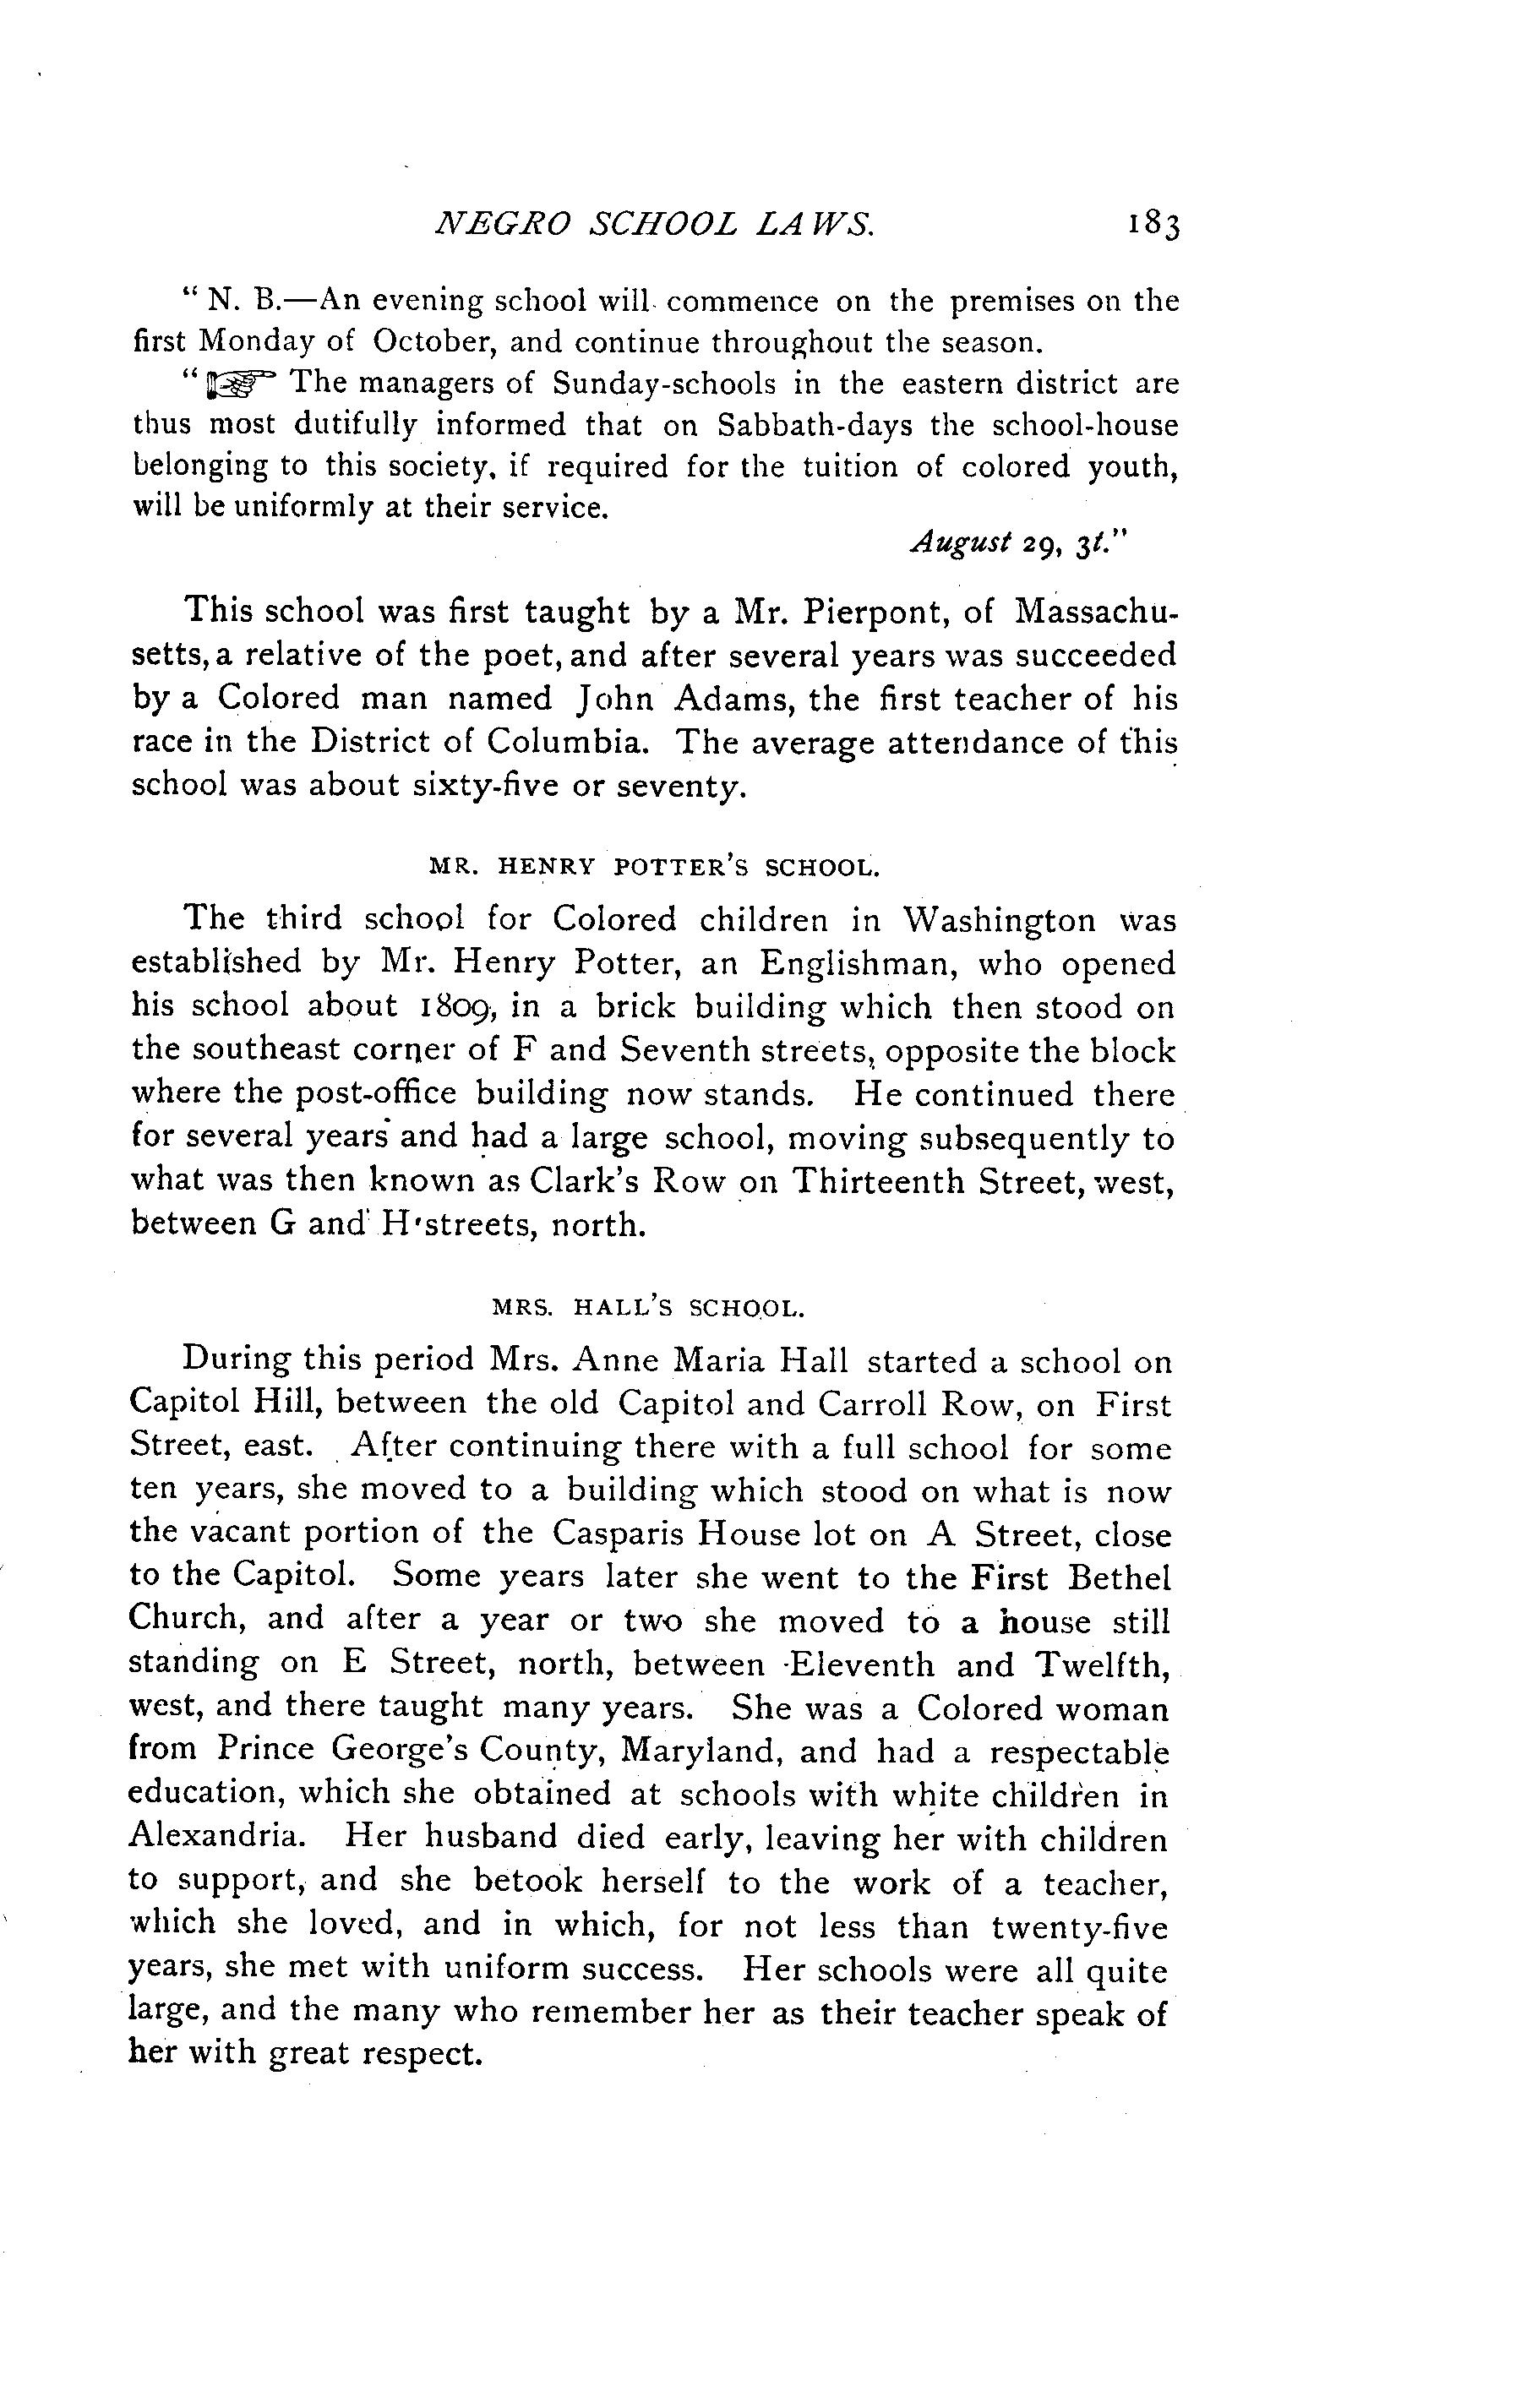 NEGRO SCHOOL LAWS. 183
" N. B.—An evening school will commence on the premises on the
first Monday of October, and continue throughout the season.
" ☞ The managers of Sunday-schools in the eastern district are
thus most dutifully informed that on Sabbath-days the school-house
belonging to this society, if required for the tuition of colored youth,
will be uniformly at their service.
August 29, 3t."
This school was first taught by a Mr. Pierpont, of Massachu-
setts, a relative of the poet, and after several years was succeeded
by a Colored man named John Adams, the first teacher of his
race in the District of Columbia. The average attendance of this
school was about sixty-five or seventy.
MR. HENRY POTTER'S SCHOOL.
The third school for Colored children in Washington was
established by Mr. Henry Potter, an Englishman, who opened
his school about 1809, in a brick building which then stood on
the southeast corner of F and Seventh streets, opposite the block
where the post-office building now stands. He continued there
for several years and had a large school, moving subsequently to
what was then known as Clark's Row on Thirteenth Street, west,
between G and H streets, north.
MRS. HALL'S SCHOOL.
During this period Mrs. Anne Maria Hall started a school on
Capitol Hill, between the old Capitol and Carroll Row, on First
Street, east. After continuing there with a full school for some
ten years, she moved to a building which stood on what is now
the vacant portion of the Casparis House lot on A Street, close
to the Capitol. Some years later she went to the First Bethel
Church, and after a year or two she moved to a house still
standing on E Street, north, between Eleventh and Twelfth,
west, and there taught many years. She was a Colored woman
from Prince George's County, Maryland, and had a respectable
education, which she obtained at schools with white children in
Alexandria. Her husband died early, leaving her with children
to support, and she betook herself to the work of a teacher,
which she loved, and in which, for not less than twenty-five
years, she met with uniform success. Her schools were all quite
large, and the many who remember her as their teacher speak of
her with great respect.